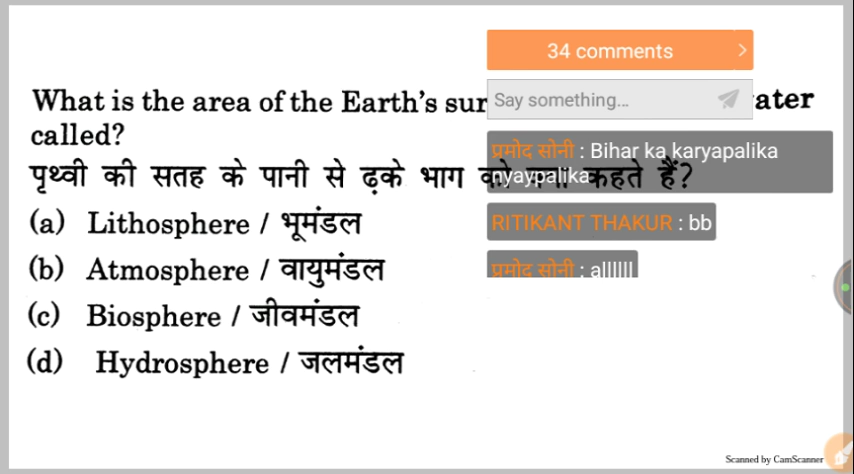 34 comments
What is the area of the Earth's sur ater
Say something...
called?
प्रमोद सोनी : Bihar ka karyapalika
nyaypalika
पृथ्वी की सतह के पानी से ढ़के भाग कहते हैं?
RITIKANT THAKUR : bb
(a) Lithosphere / भूमंडल
(b) Atmosphere / वायुमंडल
प्रमोद सोनी : allllll
(c) Biosphere / जीवमंडल
(d) Hydrosphere / जलमंडल
Scanned by CamScanner